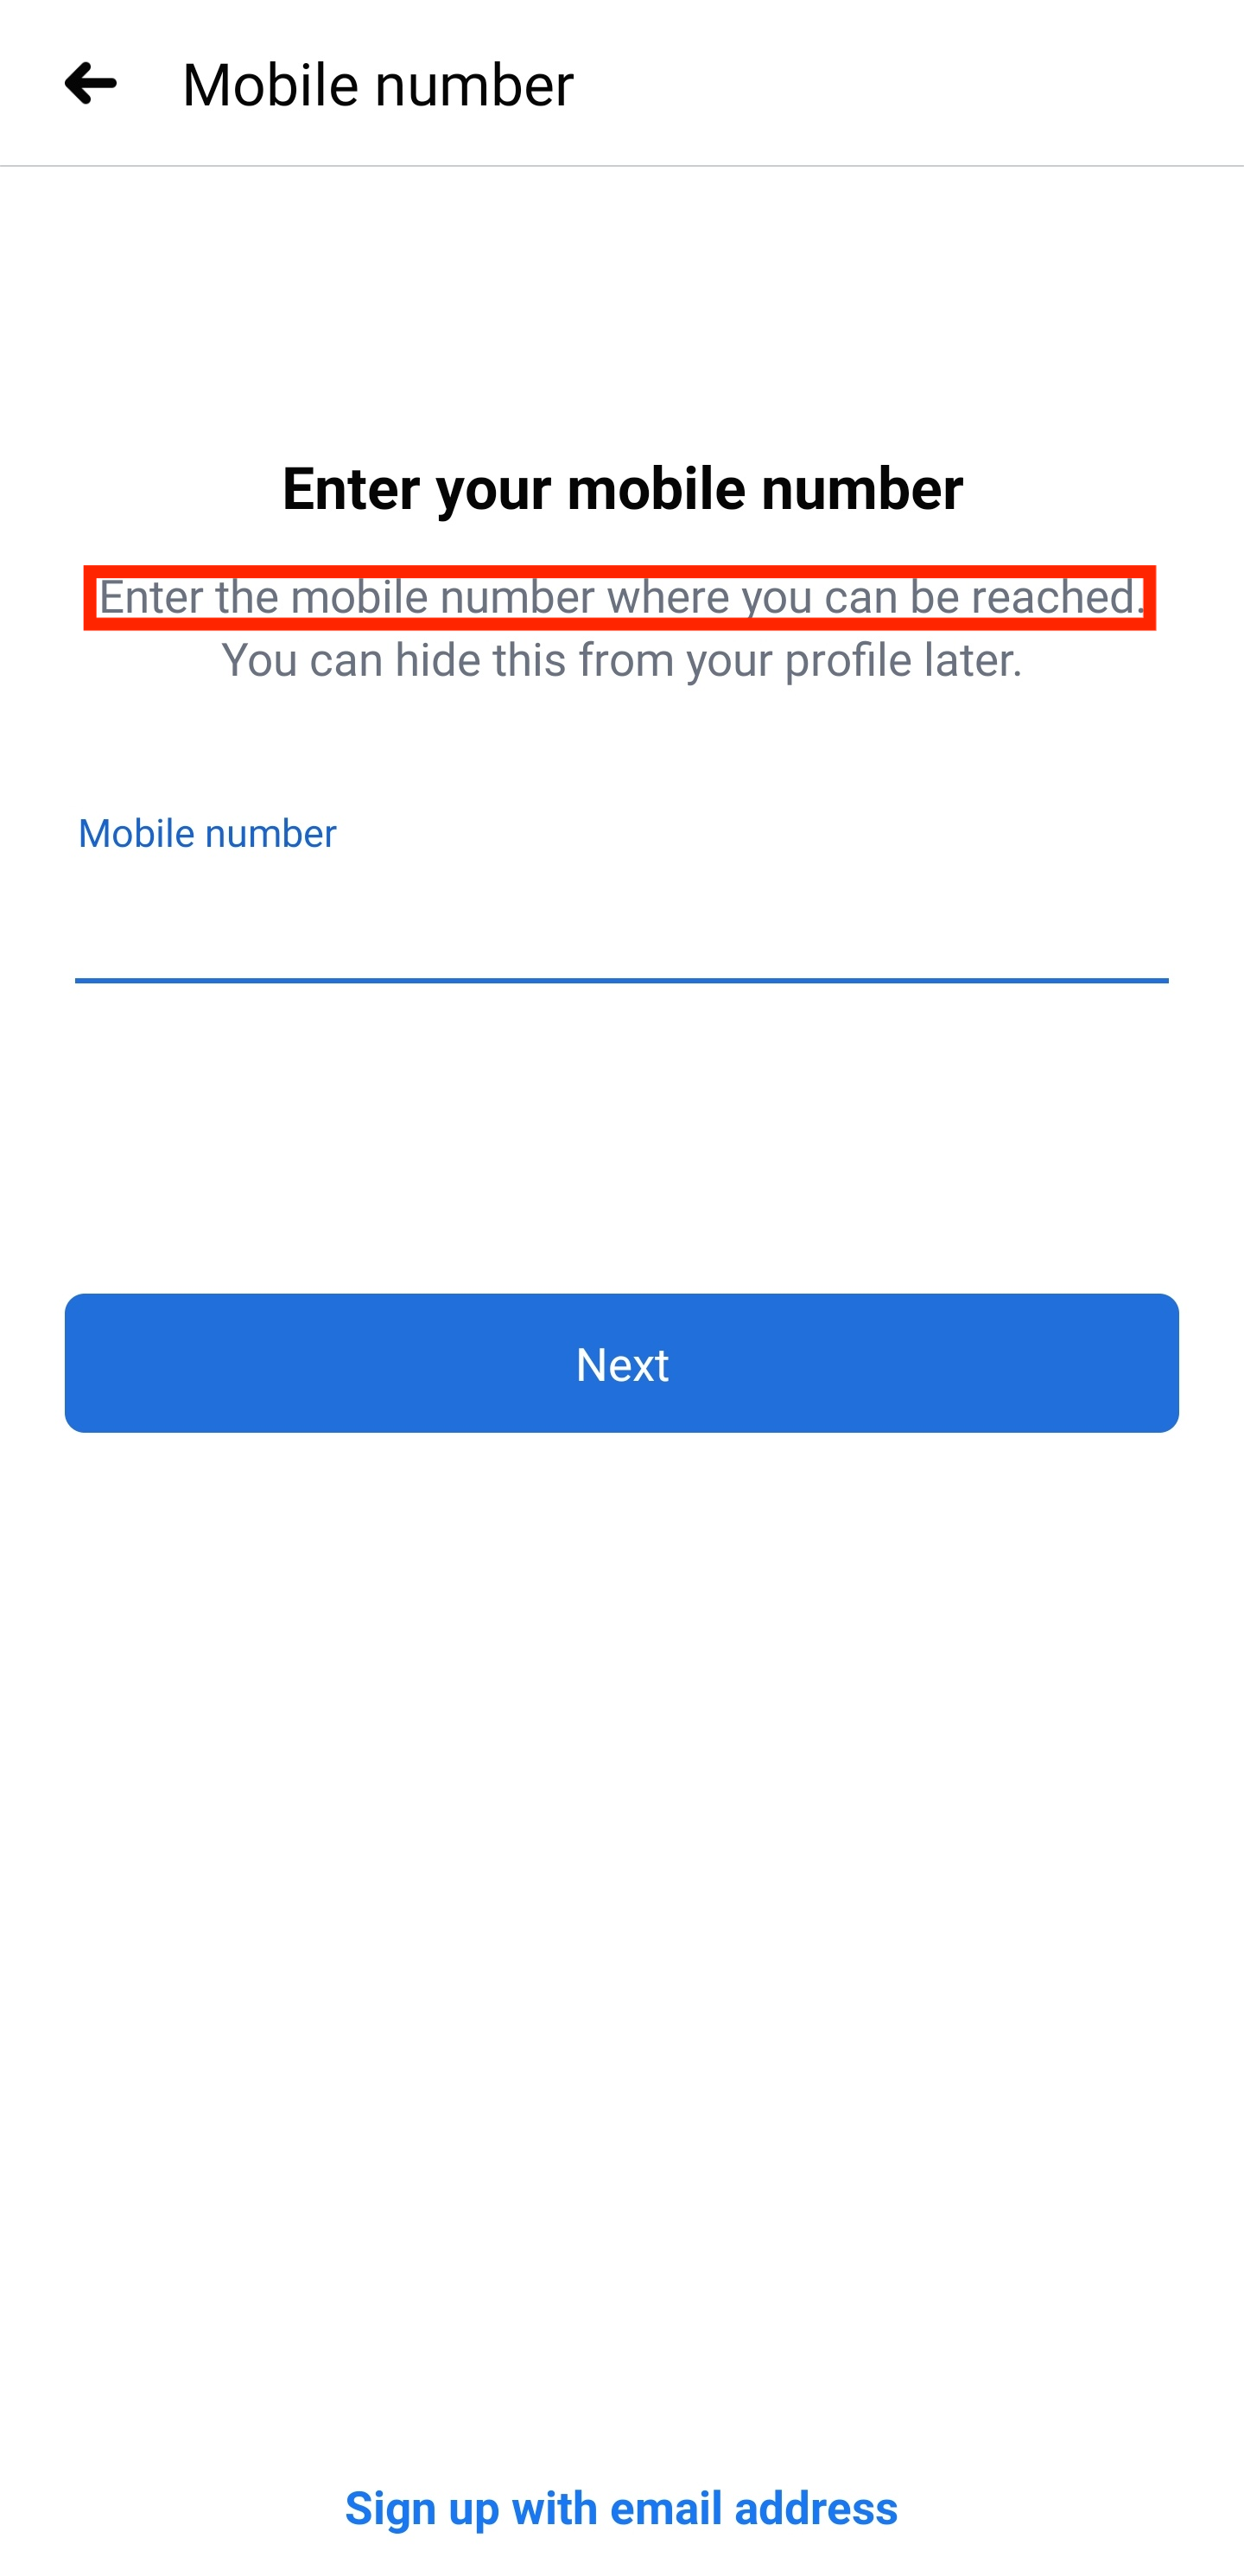 Mobile number
Enter your mobile number
Enter the mobile number where you can be reached.
You can hide this from your profile later.
Mobile number
Next
Sign up with email address